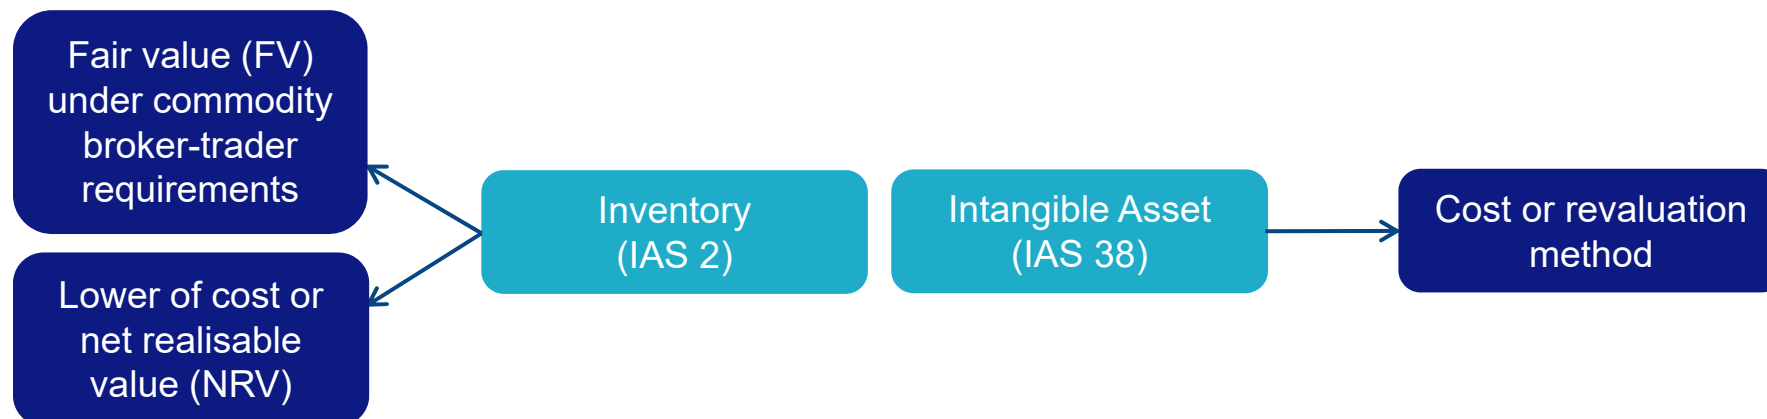 Fair value (FV)
under commodity
broker-trader
requirements
Lower of cost or
net realisable
value (NRV)
Inventory
(IAS 2)
Intangible Asset
(IAS 38)
Cost or revaluation
method